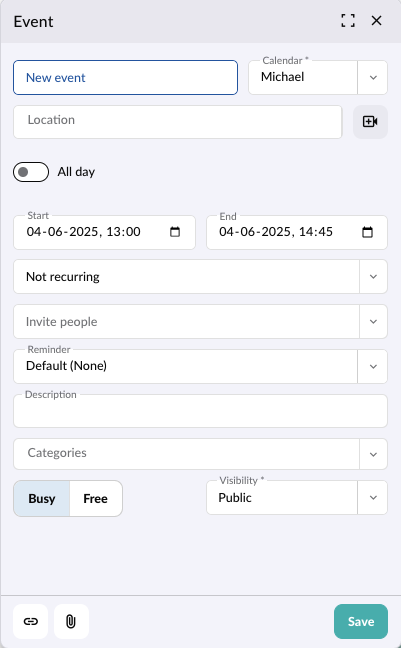 Event
New event
Calendar *
Michael
Location
All day
Start
04-06-2025, 13:00
End
04-06-2025, 14:45
Not recurring
Invite people
Reminder
Default (None)
Description
Categories
Busy Free
Visibility *
Public
Save